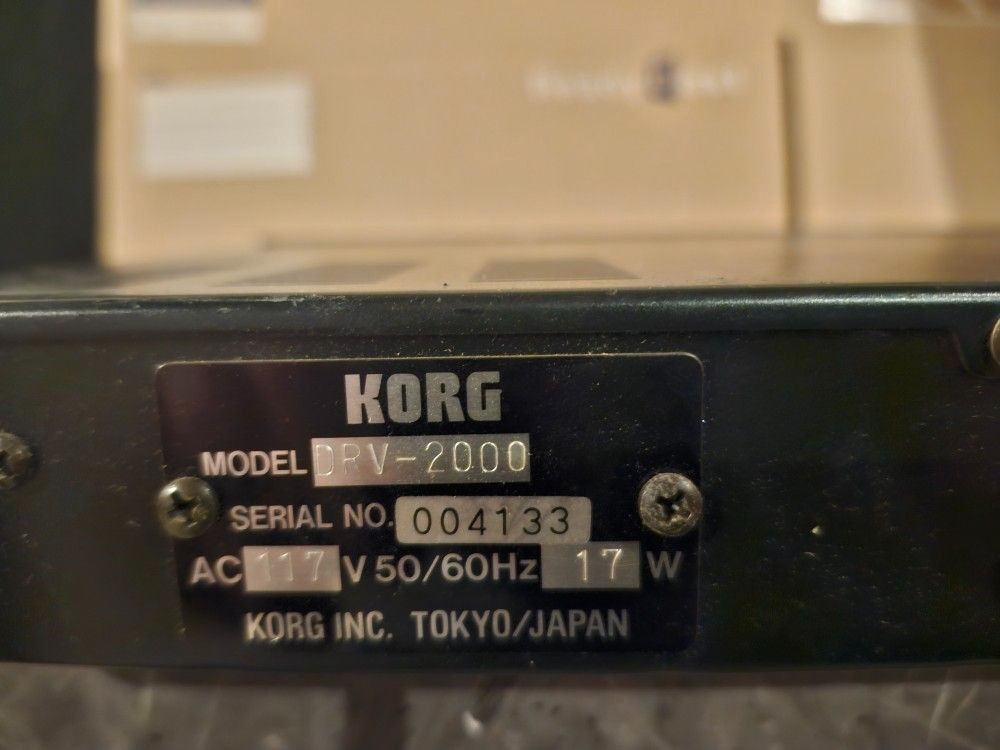 KORG
MODEL DRV-2000
SERIAL NO. 004133
AC 117 V 50/60Hz 17 W
KORG INC. TOKYO/JAPAN